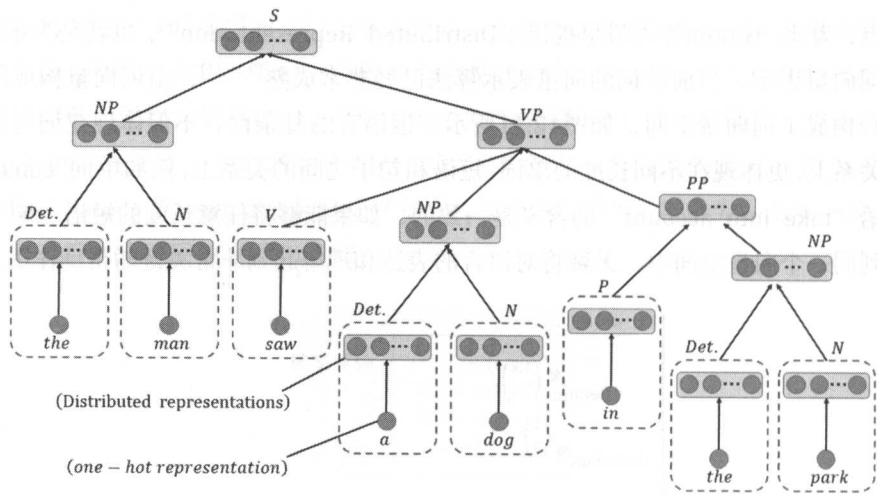 S
NP
VP
PP
NP
NP
Det.
N
V
P
Det.
N
the
man
saw
Det.
N
(Distributed representations)
in
a
dog
(one − hot representation)
the
park